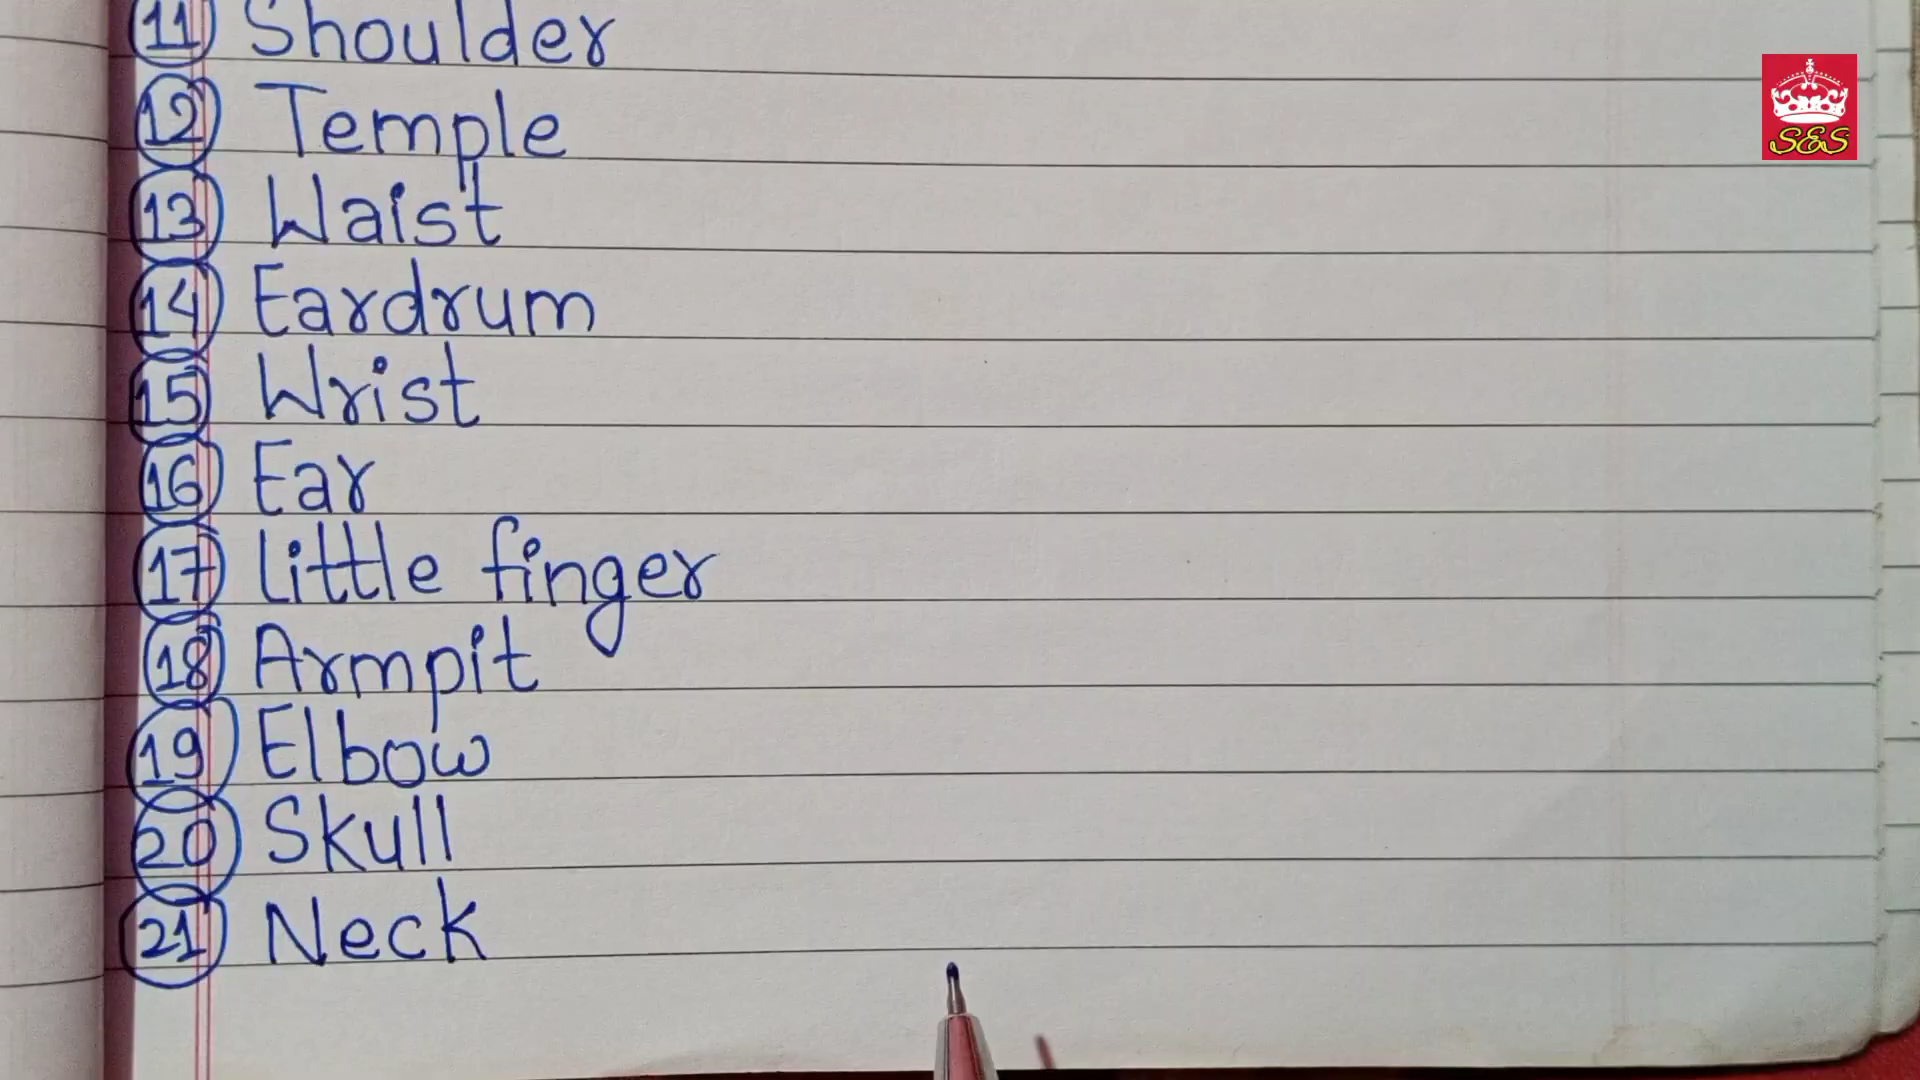 11 Shoulder
12 Temple
13 Waist
14 Eardrum
15 Wrist
16 Ear
17 little finger
18 Armpit
19 Elbow
20 Skull
21 Neck
S&S